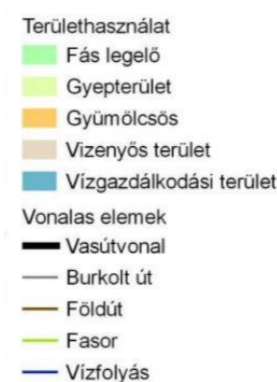 Területhasználat
Fás legelő
Gyepterület
Gyümölcsös
Vizenyős terület
Vízgazdálkodási terület
Vonalas elemek
Vasútvonal
Burkolt út
Földút
Fasor
Vízfolyás